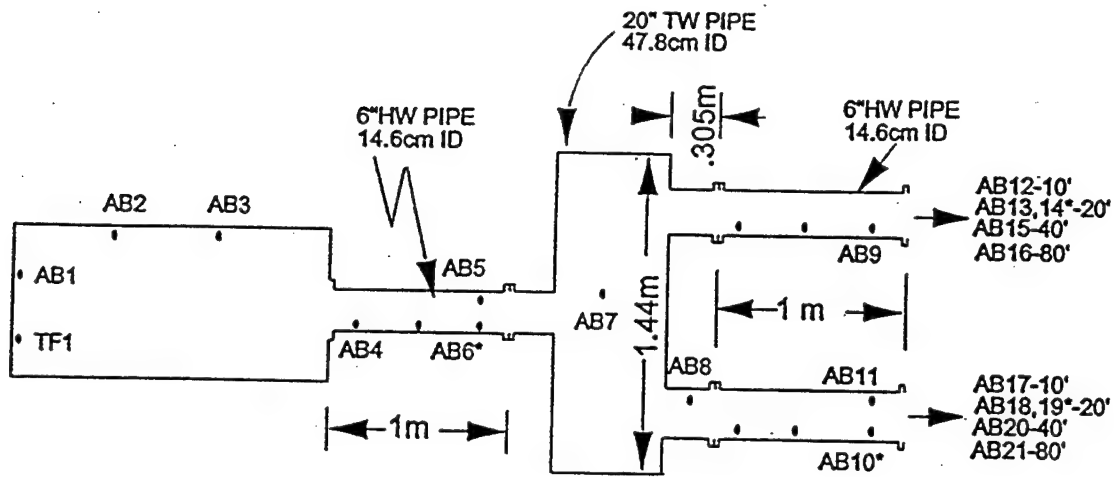 20" TW PIPE
47.8cm ID
6"HW PIPE
14.6cm ID
.305m
6"HW PIPE
14.6cm ID
AB2
AB3
AB12-10'
AB13,14*-20'
AB15-40'
AB16-80'
AB1
AB5
AB9
AB7
1 m
1.44m
TF1
AB4
AB6*
AB8
AB11
AB17-10'
AB18,19*-20'
AB20-40'
AB21-80'
1m
AB10*